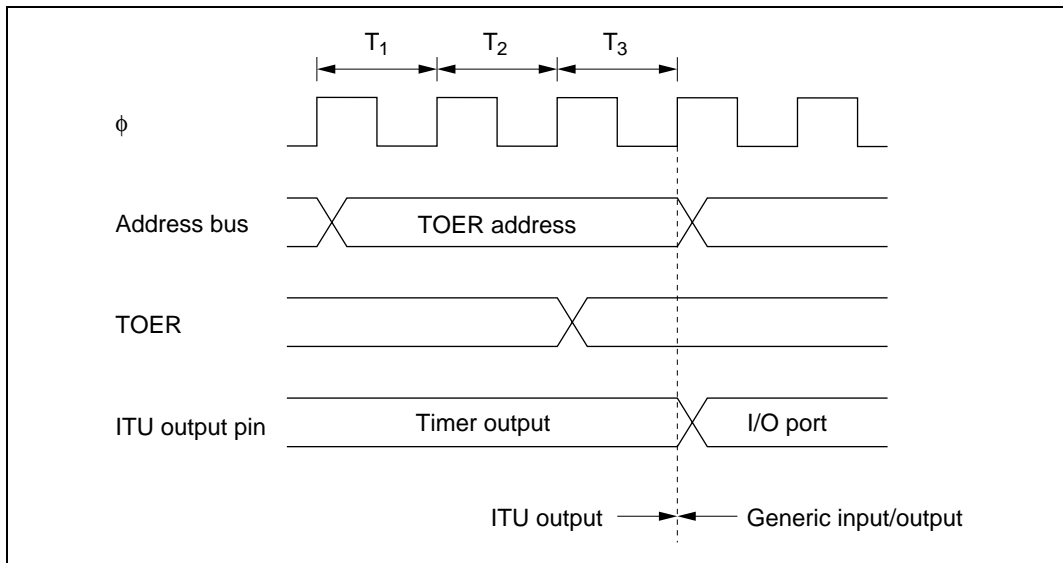 T1 T2 T3
φ
Address bus TOER address
TOER
ITU output pin Timer output I/O port
ITU output Generic input/output